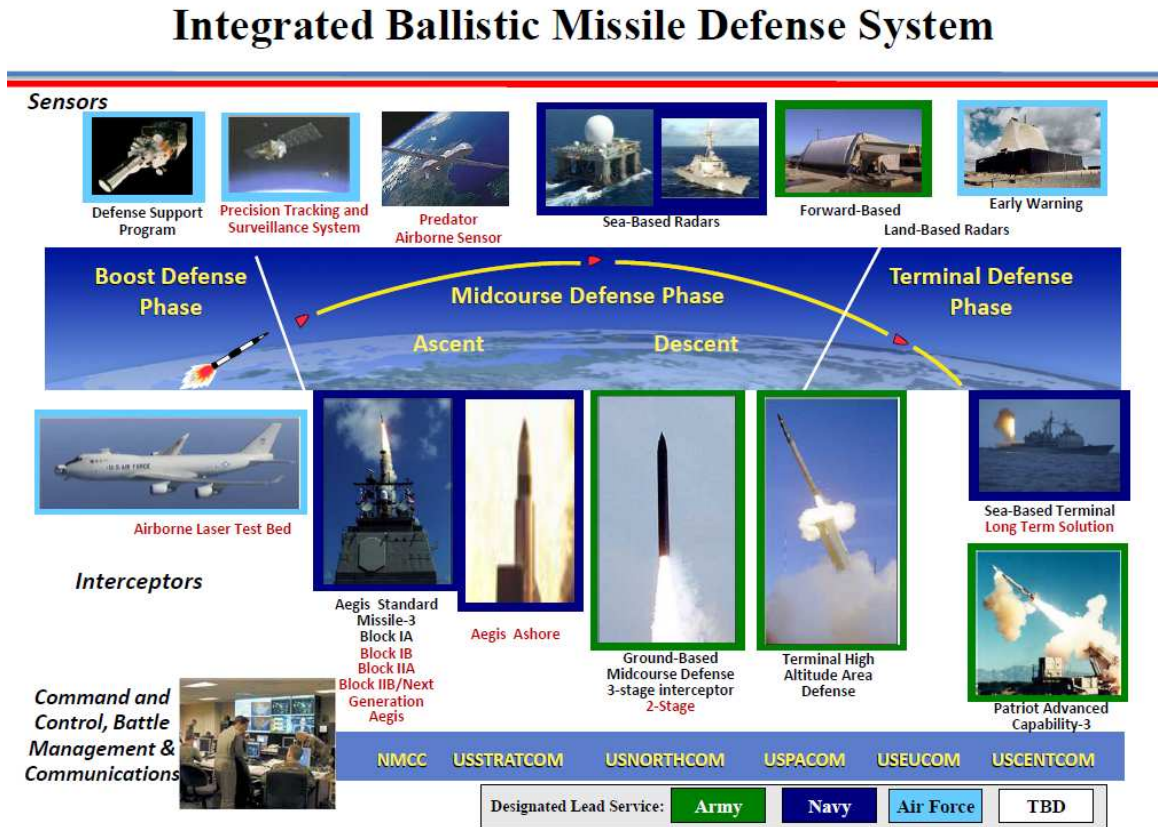 Integrated Ballistic Missile Defense System
Sensors
Defense Support
Program
Precision Tracking and
Surveillance System
Predator
Airborne Sensor
Sea-Based Radars
Forward-Based
Early Warning
Land-Based Radars
Boost Defense
Phase
Midcourse Defense Phase
Ascent
Descent
Terminal Defense
Phase
U.S. AIR FORCE
Airborne Laser Test Bed
Interceptors
Aegis Standard
Missile-3
Block IA
Block IB
Block IIA
Block IIB/Next
Generation
Aegis
Aegis Ashore
Ground-Based
Midcourse Defense
3-stage interceptor
2-Stage
Terminal High
Altitude Area
Defense
Sea-Based Terminal
Long Term Solution
Patriot Advanced
Capability-3
Command and
Control, Battle
Management &
Communications
NMCC USSTRATCOM USNORTHCOM USPACOM USEUCOM USCENTCOM
Designated Lead Service: Army Navy Air Force TBD